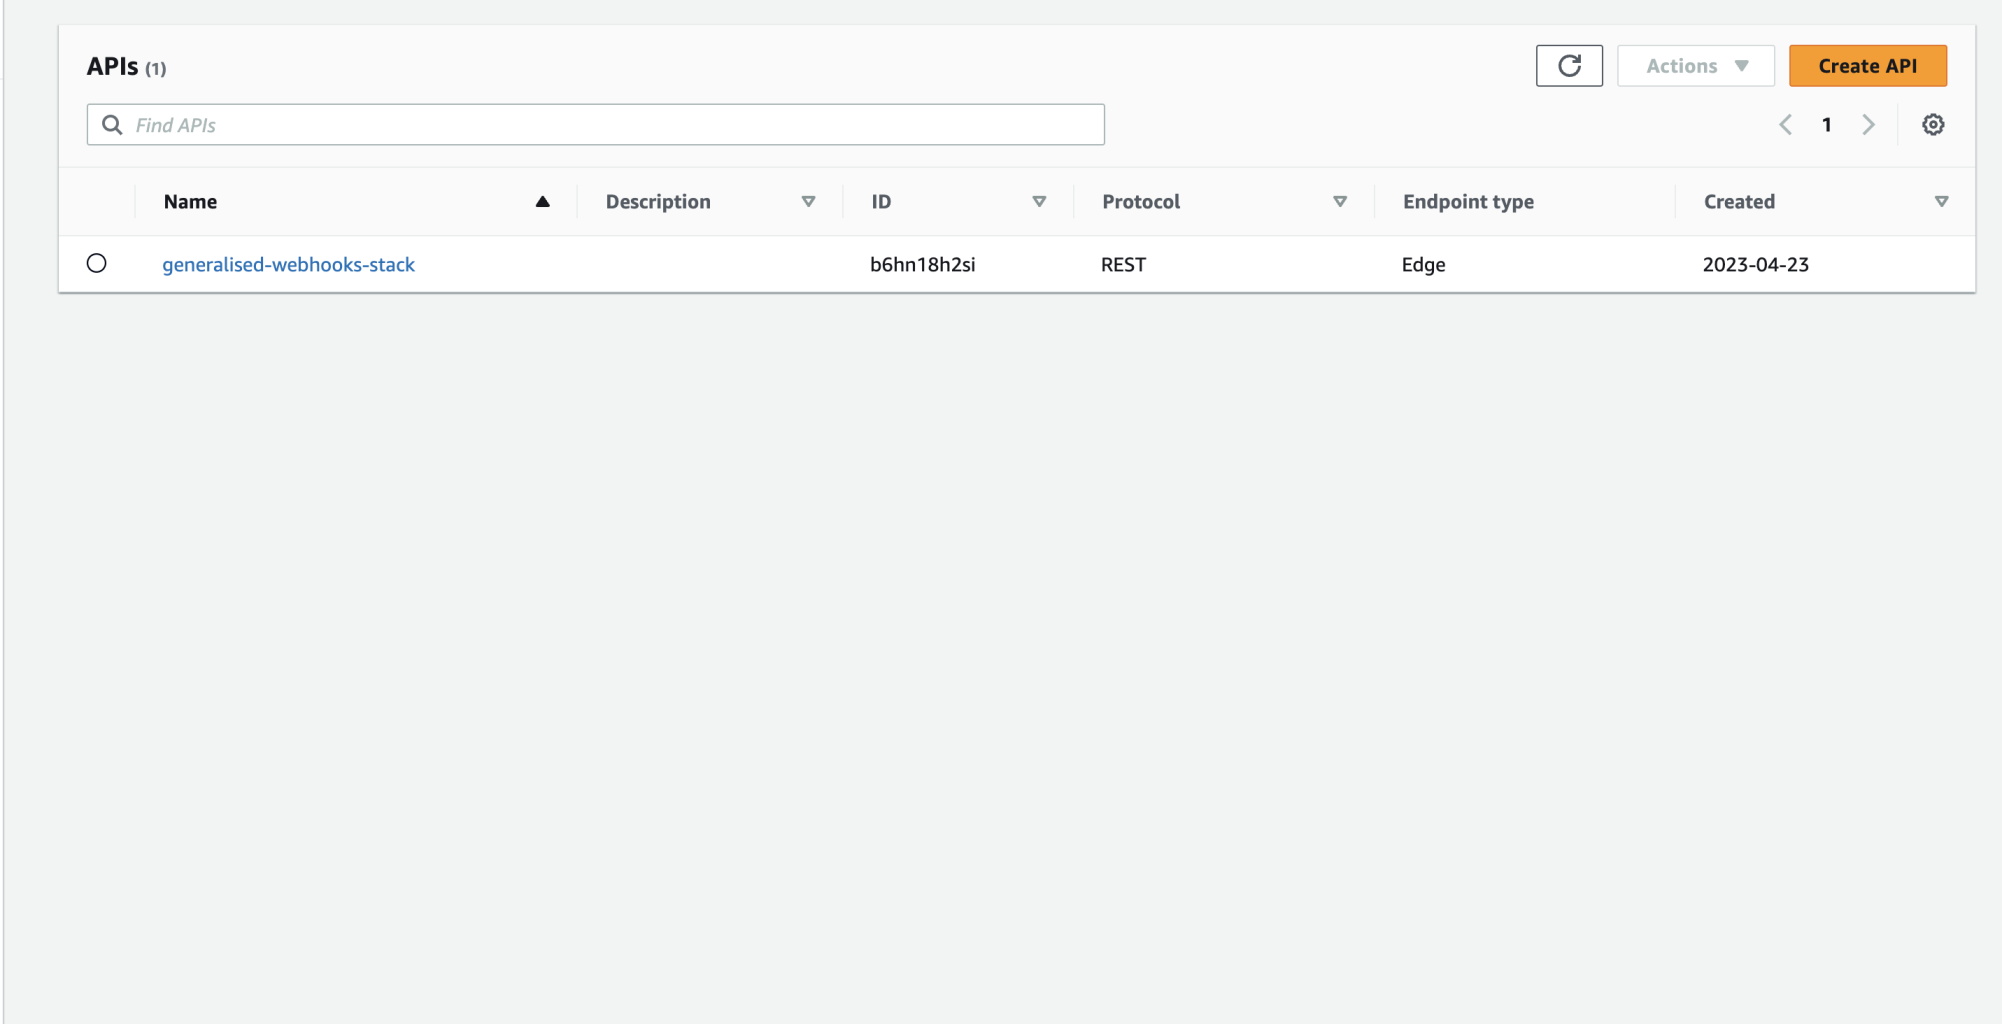 APIs (1)
Actions
Create API
Find APIs
1
Name Description ID Protocol Endpoint type Created
generalised-webhooks-stack b6hn18h2si REST Edge 2023-04-23